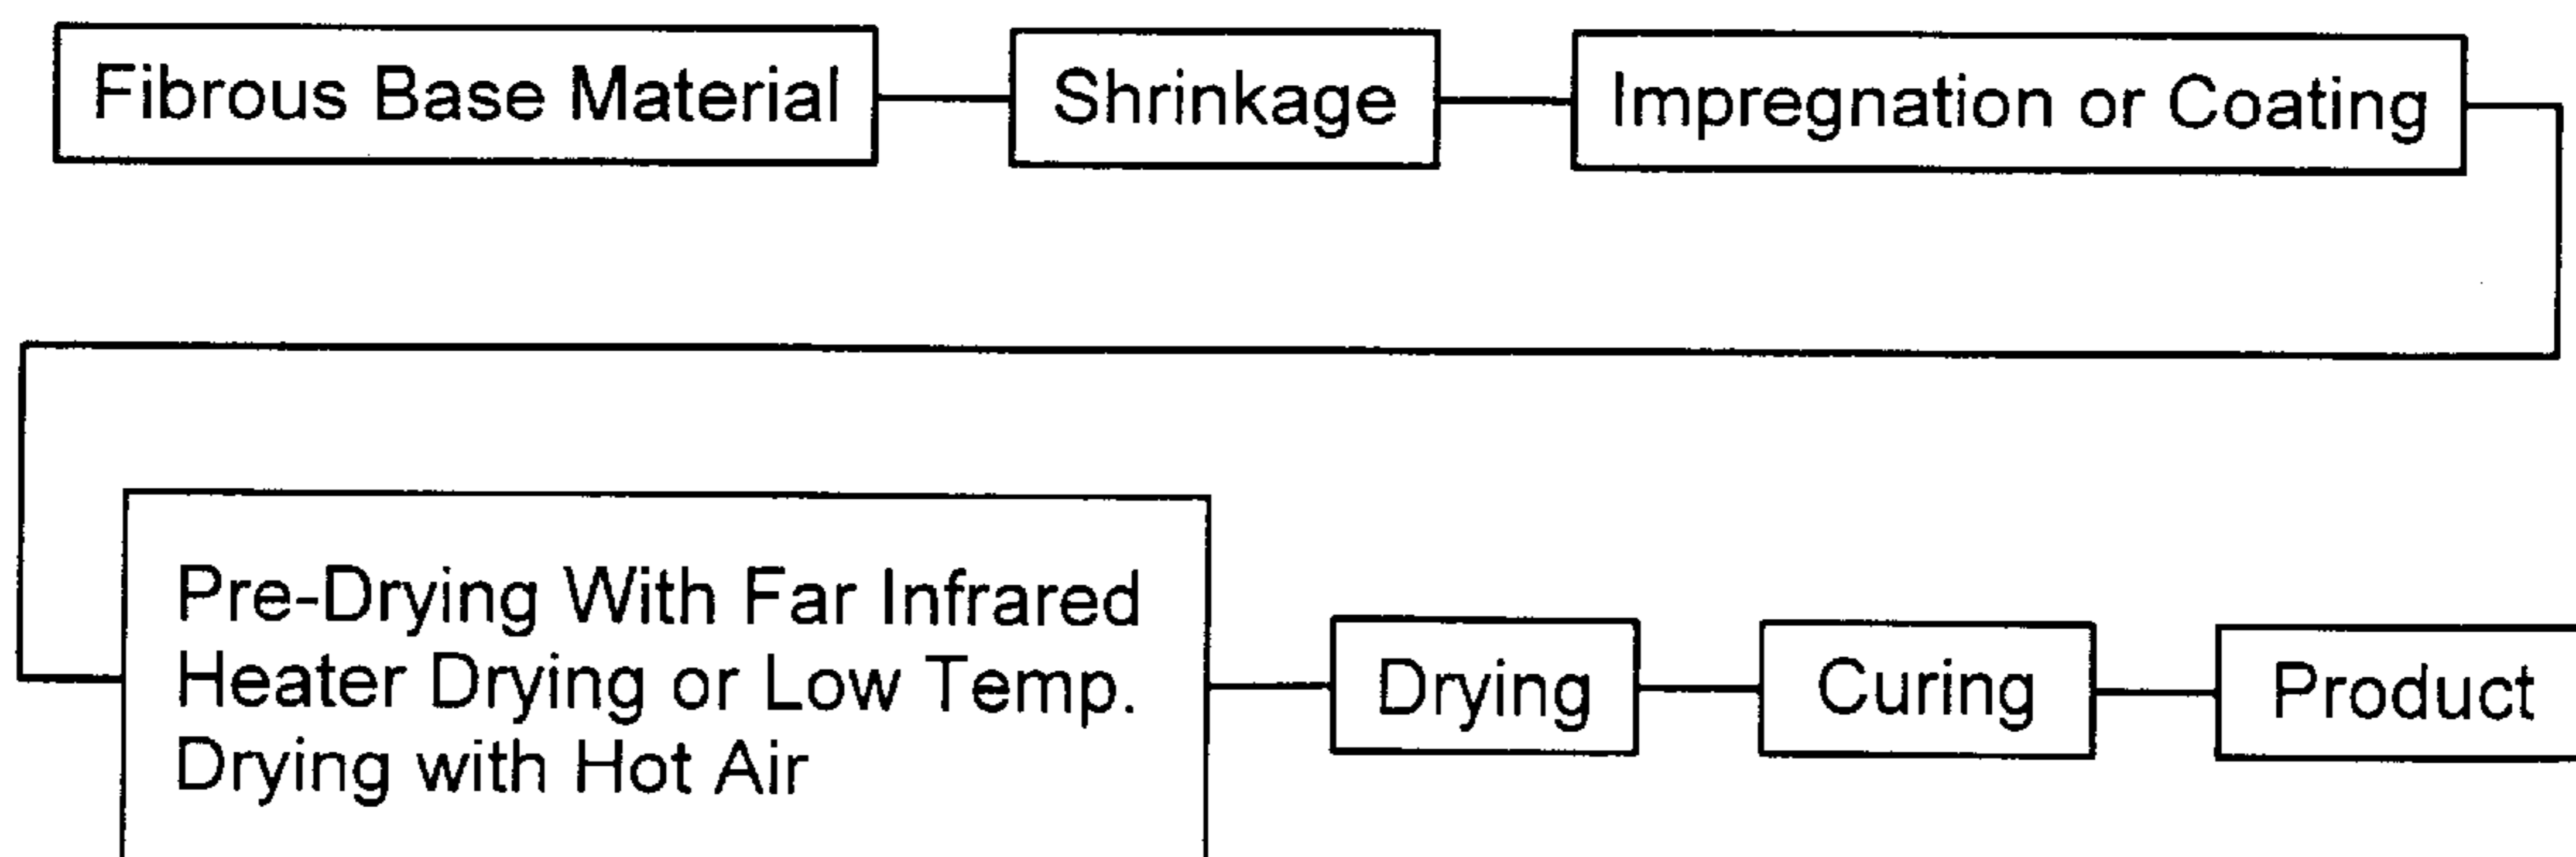 Fibrous Base Material
Shrinkage
Impregnation or Coating
Pre-Drying With Far Infrared
Heater Drying or Low Temp.
Drying with Hot Air
Drying
Curing
Product